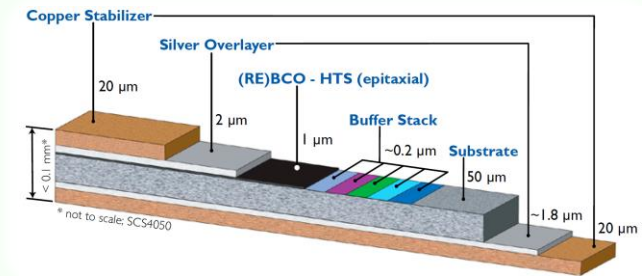 Copper Stabilizer
Silver Overlayer
(RE)BCO - HTS (epitaxial)
20 μm
2 μm
1 μm
Buffer Stack
~0.2 μm
Substrate
50 μm
< 0.1 mm*
* not to scale; SCS4050
~1.8 μm
20 μm